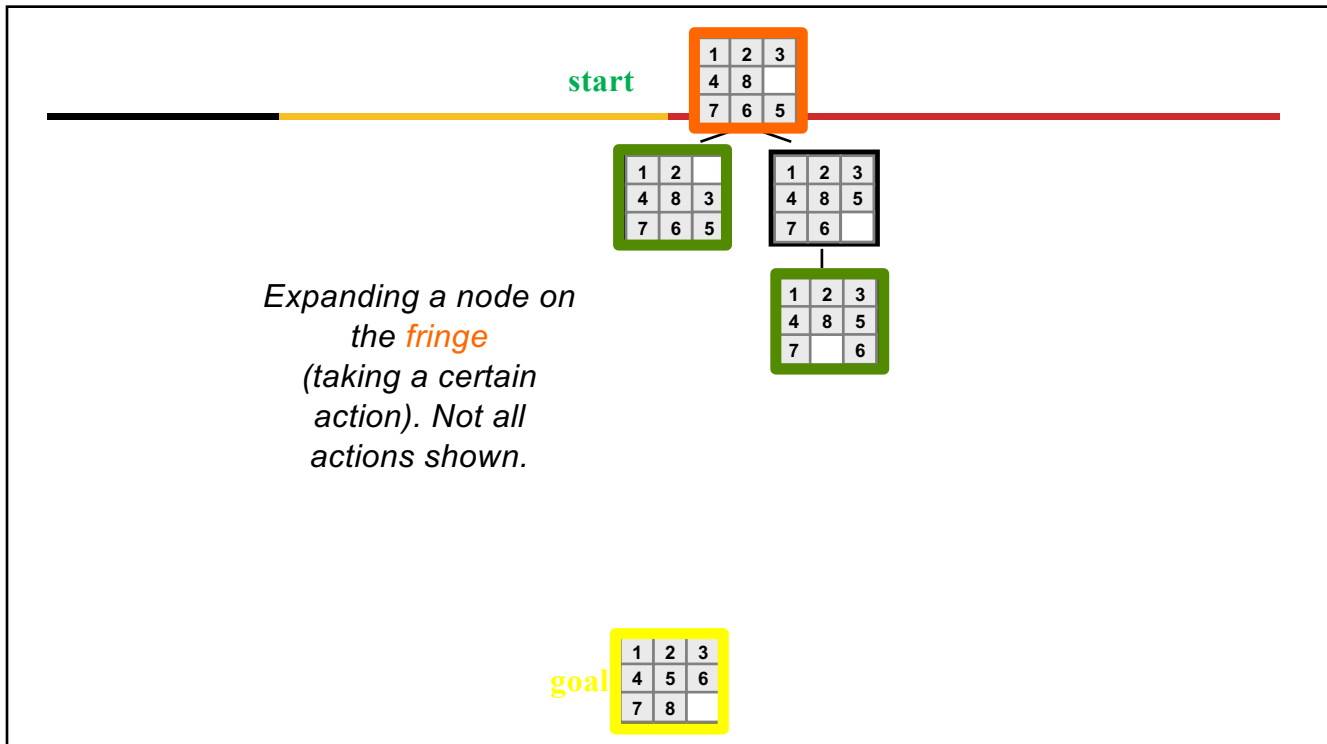 1 2 3
start
4 8
7 6 5
1 2
4 8 3
7 6 5
1 2 3
4 8 5
7 6
1 2 3
4 8 5
7 6
Expanding a node on
the fringe
(taking a certain
action). Not all
actions shown.
goal
1 2 3
4 5 6
7 8